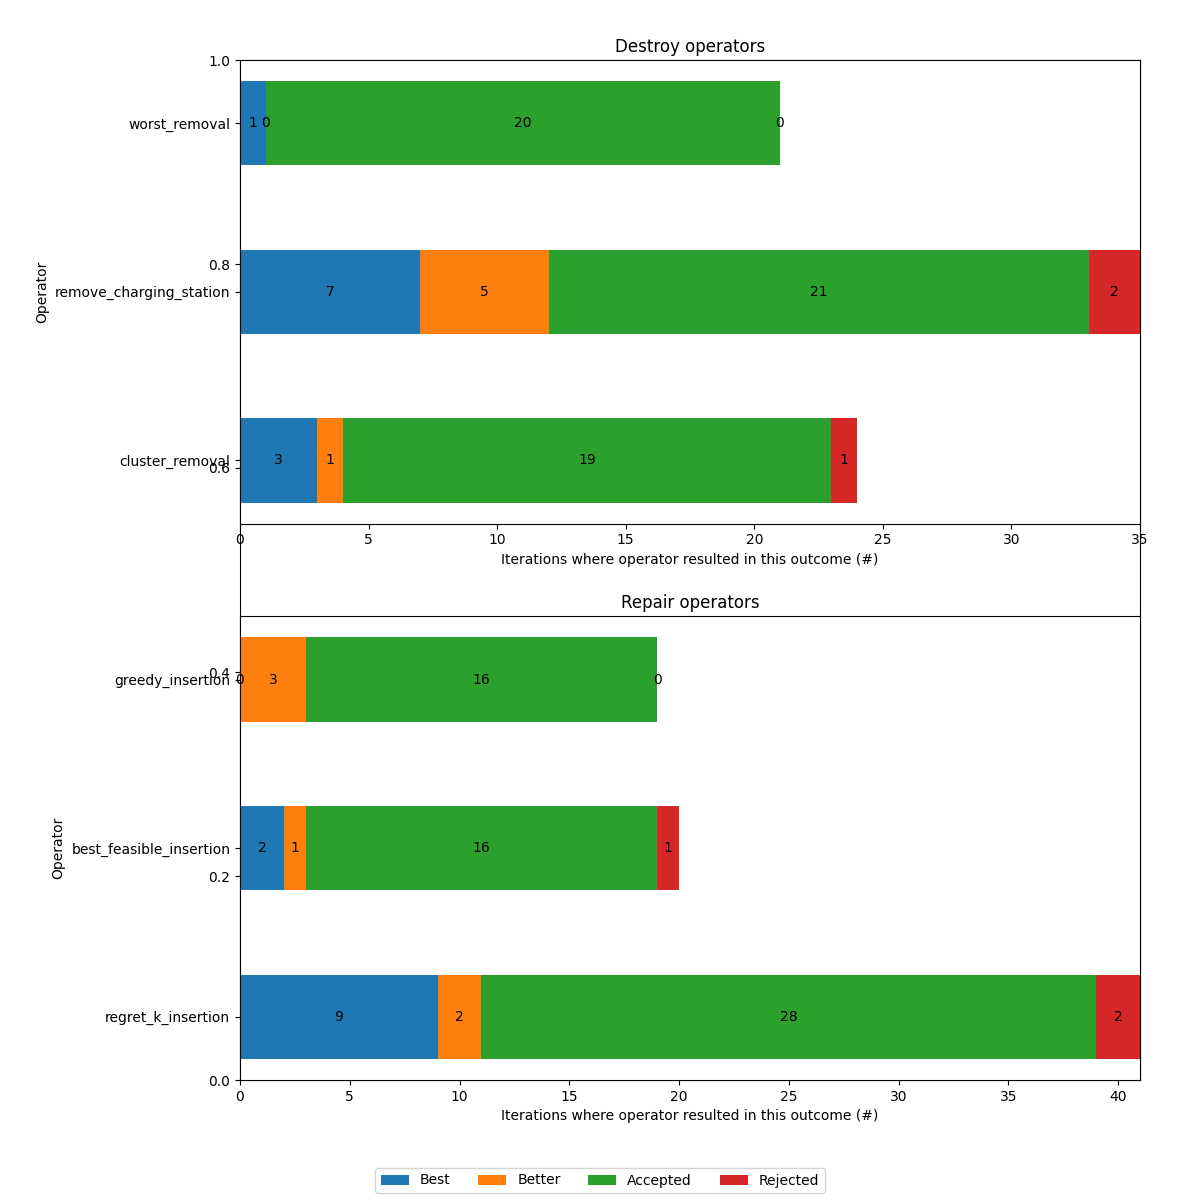 Destroy operators
1.0
worst_removal 1 0 20 0
0.8
Operator
remove_charging_station 7 5 21 2
cluster_removal 3 1 19 1
0.6
0 5 10 15 20 25 30 35
Iterations where operator resulted in this outcome (#)
Repair operators
0.4
greedy_insertion 0 3 16 0
Operator
best_feasible_insertion 2 1 16 1
0.2
regret_k_insertion 9 2 28 2
0.0
0 5 10 15 20 25 30 35 40
Iterations where operator resulted in this outcome (#)
Best Better Accepted Rejected